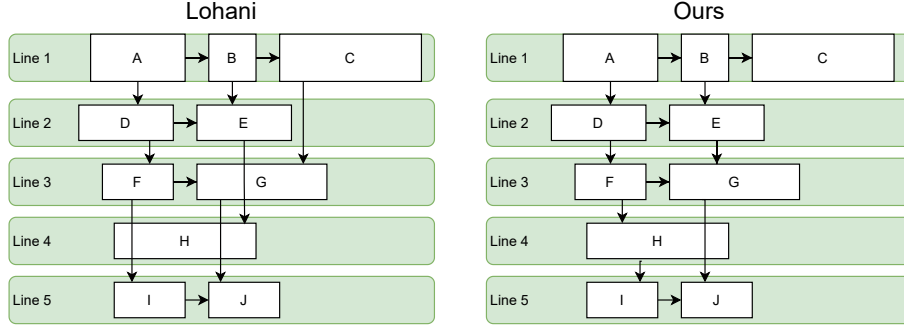 Lohani
Ours
Line 1
A
B
C
Line 1
A
B
C
Line 2
D
E
Line 2
D
E
Line 3
F
G
Line 3
F
G
Line 4
H
Line 4
H
Line 5
I
J
Line 5
I
J